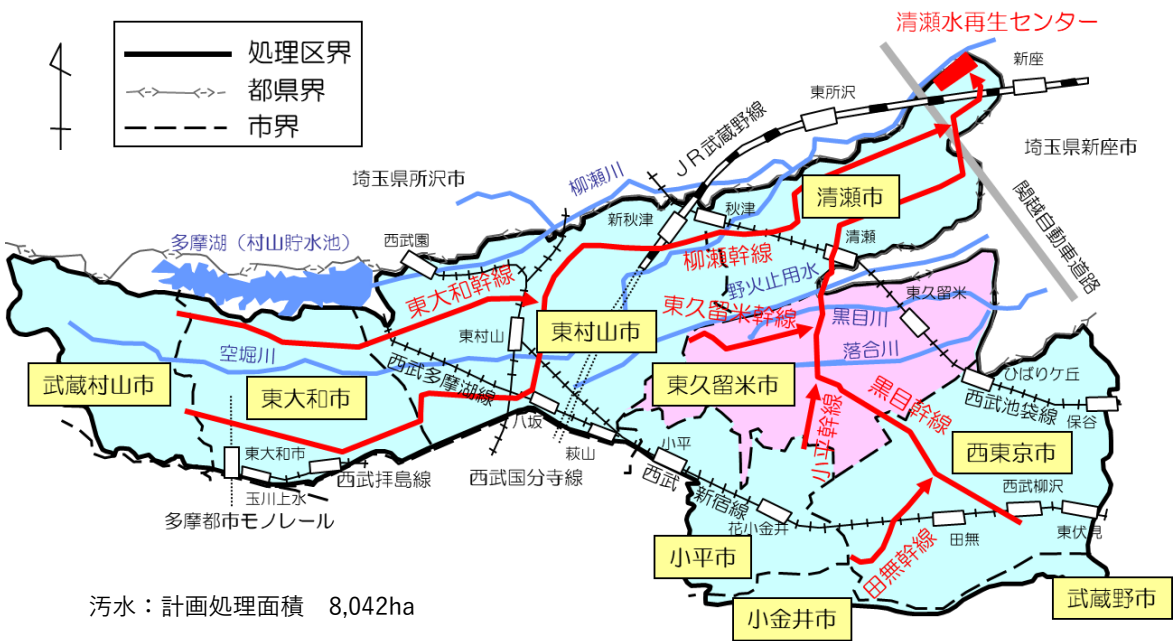 清瀬水再生センター
処理区界
都県界
市界
新座
東所沢
JR武蔵野線
埼玉県新座市
埼玉県所沢市
柳瀬川
清瀬市
関越自動車道路
新秋津
秋津
多摩湖（村山貯水池）
西武園
清瀬
柳瀬幹線
野火止用水
東大和幹線
東久留米幹線
東久留米
東村山
東村山市
黒目川
空堀川
落合川
西武多摩湖線
武蔵村山市
東大和市
東久留米市
ひばりケ丘
黒目幹線
西武池袋線
保谷
八坂
小平幹線
東大和市
萩山
小平
西東京市
西武拝島線
西武国分寺線
西武新宿線
西武柳沢
玉川上水
多摩都市モノレール
花小金井
田無
東伏見
小平市
田無幹線
汚水：計画処理面積　8,042ha
小金井市
武蔵野市